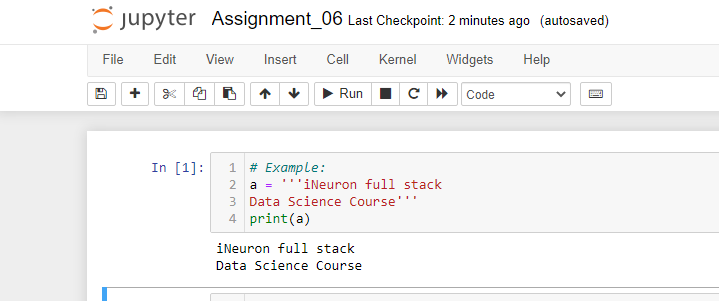 jupyter Assignment_06 Last Checkpoint: 2 minutes ago (autosaved)
File Edit View Insert Cell Kernel Widgets Help
Run Code
In [1]: 1 # Example:
2 a = '''iNeuron full stack
3 Data Science Course'''
4 print(a)
iNeuron full stack
Data Science Course